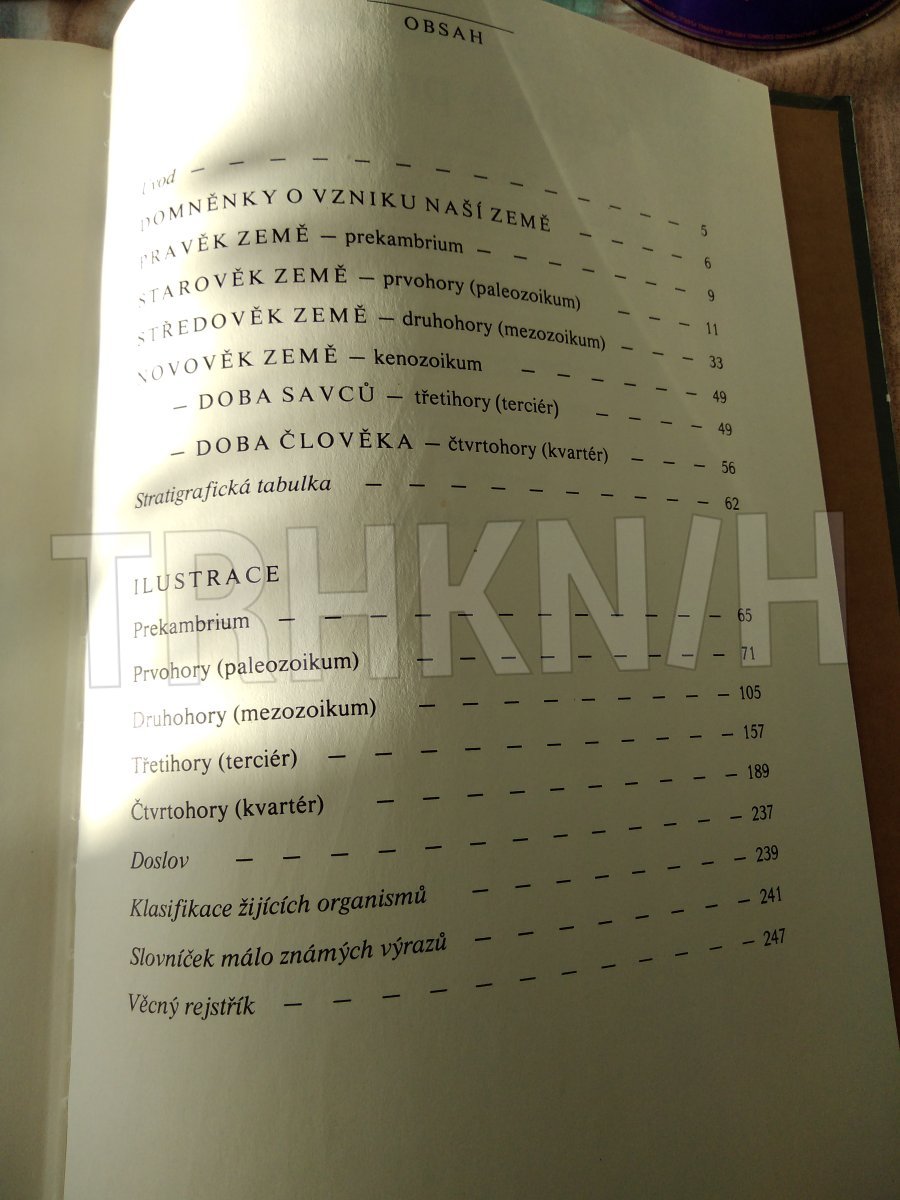 OBSAH
Úvod — — — — — — — — — — — — — 5
DOMNĚNKY O VZNIKU NAŠÍ ZEMĚ — — — — 6
PRAVĚK ZEMĚ — prekambrium — — — — — — 9
STAROVĚK ZEMĚ — prvohory (paleozoikum) — — — 11
STŘEDOVĚK ZEMĚ — druhohory (mezozoikum) — — — 33
NOVOVĚK ZEMĚ — kenozoikum — — — — — — 49
— DOBA SAVCŮ — třetihory (terciér) — — — — 49
— DOBA ČLOVĚKA — čtvrtohory (kvartér) — — — 56
Stratigrafická tabulka — — — — — — — — — 62
TRHKN/H
ILUSTRACE
Prekambrium — — — — — — — — — — — 65
Prvohory (paleozoikum) — — — — — — — — 71
Druhohory (mezozoikum) — — — — — — — — 105
Třetihory (terciér) — — — — — — — — — — 157
Čtvrtohory (kvartér) — — — — — — — — — 189
Doslov — — — — — — — — — — — — 237
Klasifikace žijících organismů — — — — — — — 239
Slovníček málo známých výrazů — — — — — — — 241
Věcný rejstřík — — — — — — — — — — — 247